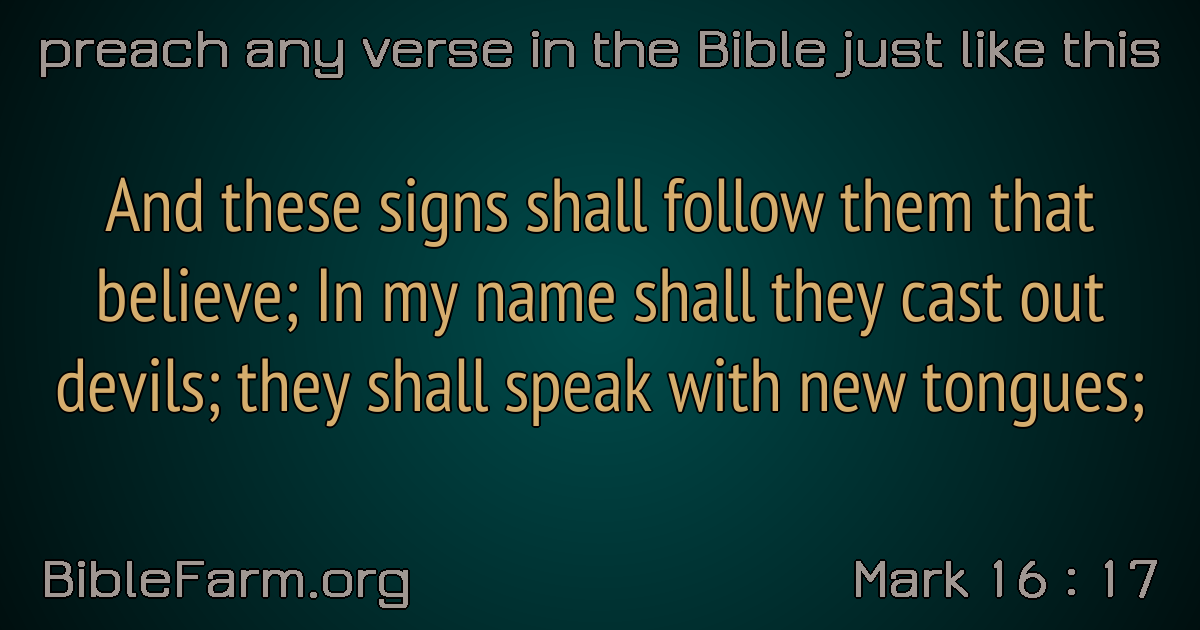 preach any verse in the Bible just like this
And these signs shall follow them that
believe; In my name shall they cast out
devils; they shall speak with new tongues;
BibleFarm.org
Mark 16 : 17